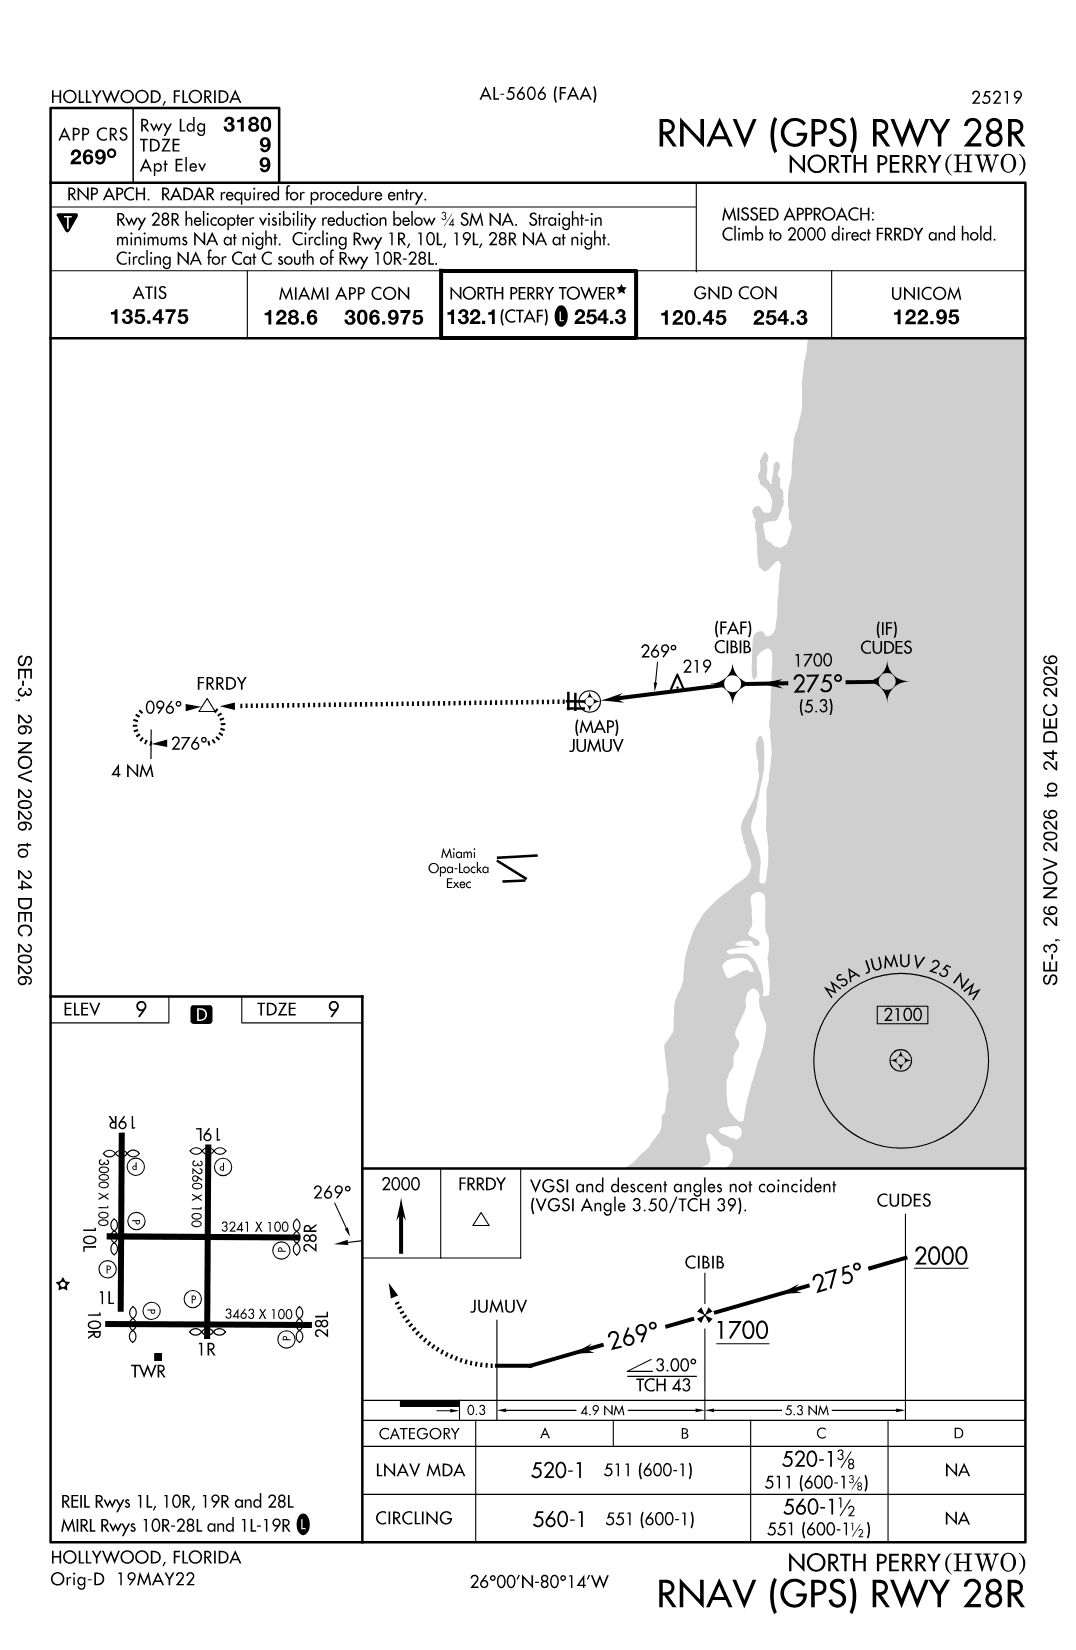 HOLLYWOOD, FLORIDA
AL-5606 (FAA)
25219
APP CRS
269°
Rwy Ldg 3180
TDZE 9
Apt Elev 9
RNAV (GPS) RWY 28R
NORTH PERRY (HWO)
RNP APCH. RADAR required for procedure entry.
T
Rwy 28R helicopter visibility reduction below ¾ SM NA. Straight-in
minimums NA at night. Circling Rwy 1R, 10L, 19L, 28R NA at night.
Circling NA for Cat C south of Rwy 10R-28L.
MISSED APPROACH:
Climb to 2000 direct FRRDY and hold.
ATIS
135.475
MIAMI APP CON
128.6 306.975
NORTH PERRY TOWER★
132.1 (CTAF) L 254.3
GND CON
120.45 254.3
UNICOM
122.95
(FAF)
CIBIB
(IF)
CUDES
269°
219
1700
275°
(5.3)
FRRDY
096°
276°
4 NM
(MAP)
JUMUV
Miami
Opa-Locka
Exec
MSA JUMUV 25 NM
2100
SE-3, 26 NOV 2026 to 24 DEC 2026
SE-3, 26 NOV 2026 to 24 DEC 2026
ELEV 9
D
TDZE 9
19R
19L
P
P
3000 X 100
3260 X 100
269°
P
10L
3241 X 100
28R
P
P
1L
P
P
10R
3463 X 100
28L
P
1R
TWR
REIL Rwys 1L, 10R, 19R and 28L
MIRL Rwys 10R-28L and 1L-19R L
2000
FRRDY
VGSI and descent angles not coincident
(VGSI Angle 3.50/TCH 39).
CUDES
2000
CIBIB
275°
JUMUV
269°
1700
3.00°
TCH 43
0.3
4.9 NM
5.3 NM
CATEGORY A B C D
LNAV MDA 520-1 511 (600-1) 520-1⅜ 511 (600-1⅜) NA
CIRCLING 560-1 551 (600-1) 560-1½ 551 (600-1½) NA
HOLLYWOOD, FLORIDA
Orig-D 19MAY22
26°00'N-80°14'W
NORTH PERRY (HWO)
RNAV (GPS) RWY 28R